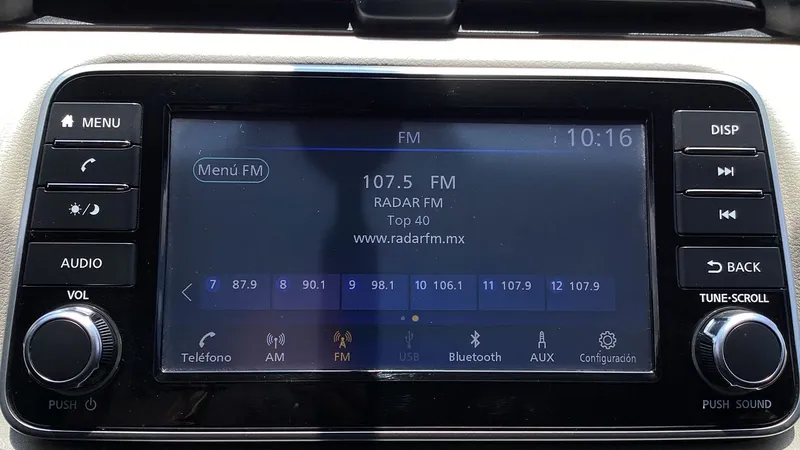 MENU
AUDIO
VOL
PUSH
FM
10:16
Menú FM
107.5 FM
RADAR FM
Top 40
www.radarfm.mx
7 87.9 8 90.1 9 98.1 10 106.1 11 107.9 12 107.9
Teléfono AM FM USB Bluetooth AUX Configuración
DISP
BACK
TUNE·SCROLL
PUSH SOUND